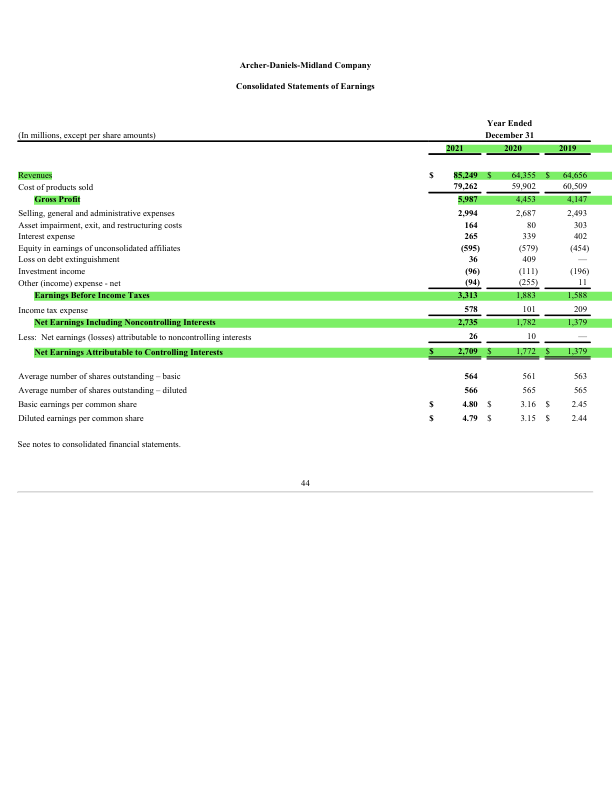 Archer-Daniels-Midland Company
Consolidated Statements of Earnings
Year Ended
(In millions, except per share amounts) December 31
2021 2020 2019
Revenues $ 85,249 $ 64,355 $ 64,656
Cost of products sold 79,262 59,902 60,509
Gross Profit 5,987 4,453 4,147
Selling, general and administrative expenses 2,994 2,687 2,493
Asset impairment, exit, and restructuring costs 164 80 303
Interest expense 265 339 402
Equity in earnings of unconsolidated affiliates (595) (579) (454)
Loss on debt extinguishment 36 409 —
Investment income (96) (111) (196)
Other (income) expense - net (94) (255) 11
Earnings Before Income Taxes 3,313 1,883 1,588
Income tax expense 578 101 209
Net Earnings Including Noncontrolling Interests 2,735 1,782 1,379
Less: Net earnings (losses) attributable to noncontrolling interests 26 10 —
Net Earnings Attributable to Controlling Interests $ 2,709 $ 1,772 $ 1,379
Average number of shares outstanding – basic 564 561 563
Average number of shares outstanding – diluted 566 565 565
Basic earnings per common share $ 4.80 $ 3.16 $ 2.45
Diluted earnings per common share $ 4.79 $ 3.15 $ 2.44
See notes to consolidated financial statements.
44